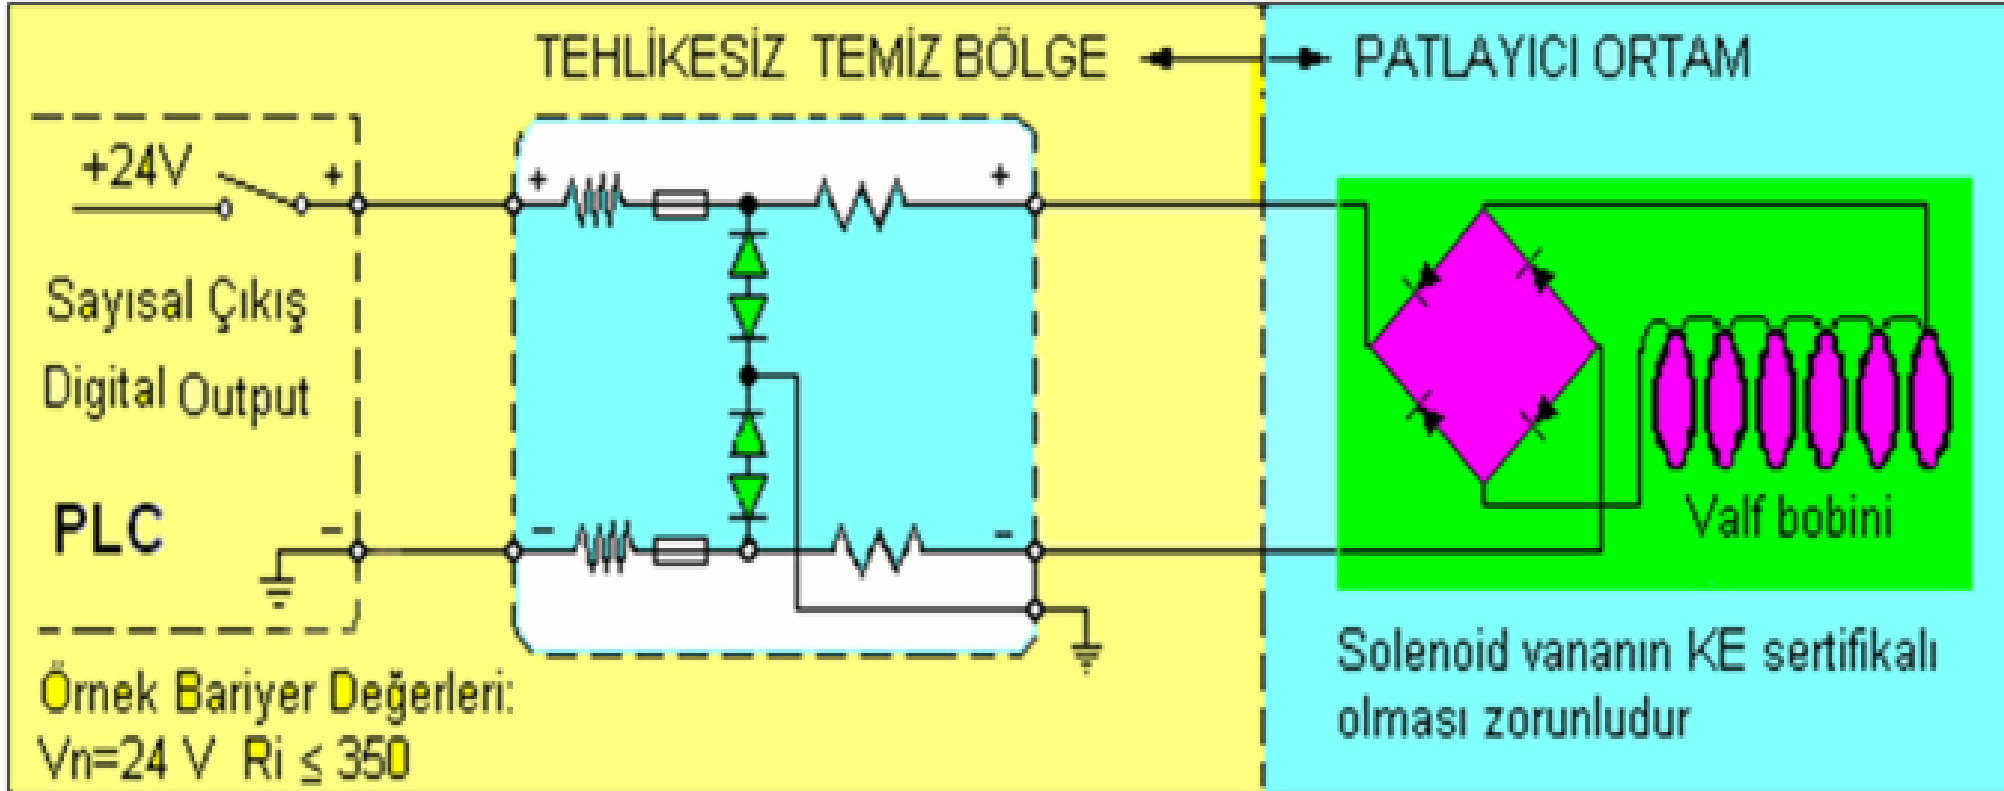 TEHLİKESİZ TEMİZ BÖLGE
PATLAYICI ORTAM
+24V
+
+
+
Sayısal Çıkış
Digital Output
PLC
-
-
-
Valf bobini
Örnek Bariyer Değerleri:
Vn=24 V Ri ≤ 350
Solenoid vananın KE sertifikalı
olması zorunludur